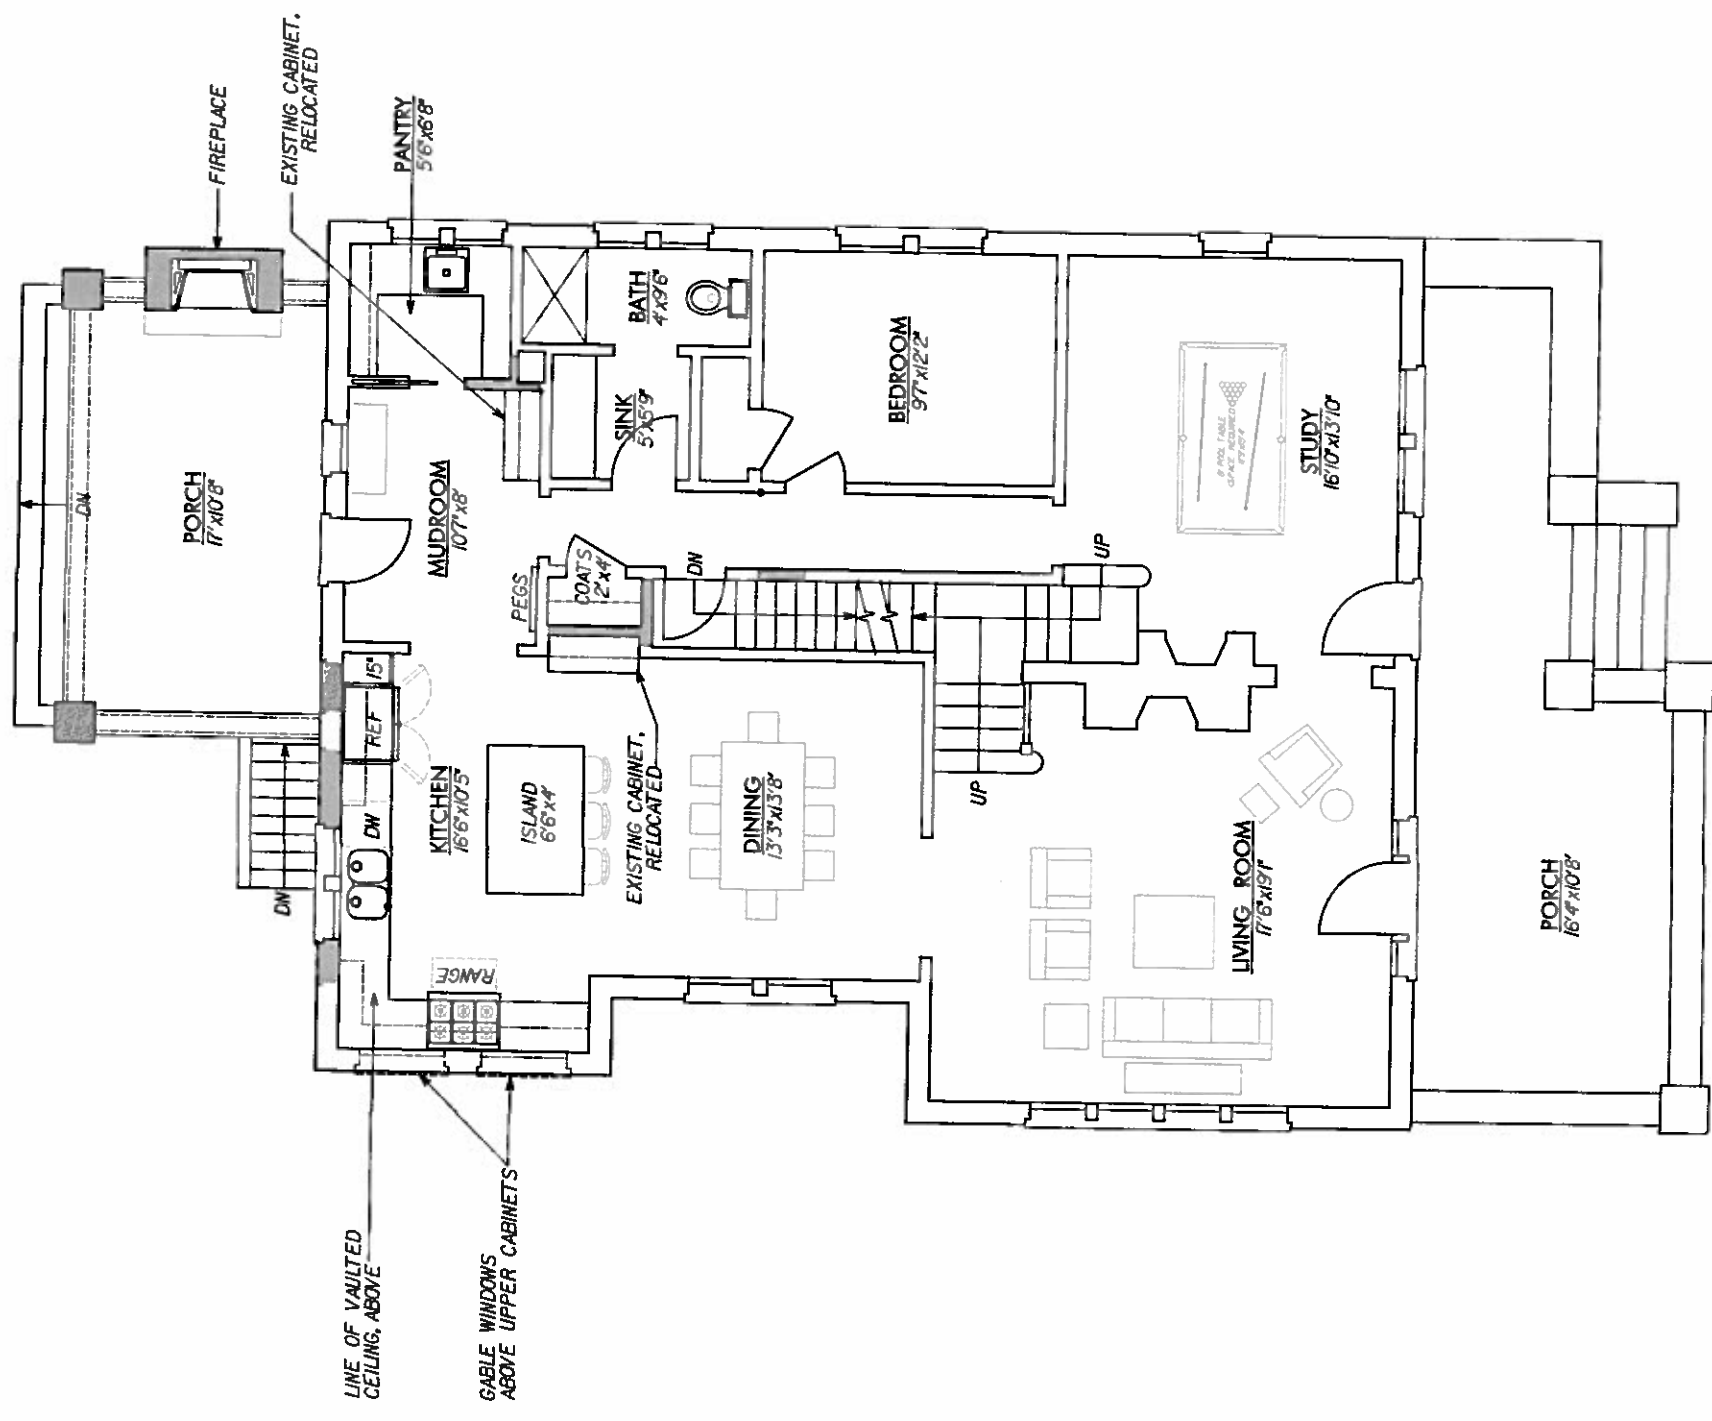 FIREPLACE
EXISTING CABINET,
RELOCATED
PANTRY
5'6"x6'8"
PORCH
17'x10'8"
DN
MUDROOM
10'7"x8'
BATH
4'x9'6"
SINK
5'x5'9"
BEDROOM
9'7"x12'2"
STUDY
16'10"x13'10"
8' POOL TABLE
PEGS
COATS
2'x4'
DN
UP
15"
REF
DW
KITCHEN
16'6"x10'5"
ISLAND
6'6"x4'
EXISTING CABINET,
RELOCATED
DINING
13'3"x13'8"
RANGE
DN
UP
LIVING ROOM
17'6"x19'1"
PORCH
16'4"x10'8"
LINE OF VAULTED
CEILING, ABOVE
GABLE WINDOWS
ABOVE UPPER CABINETS